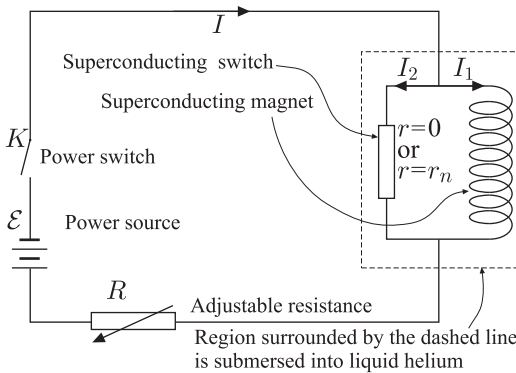 I
Superconducting switch
I₂ I₁
Superconducting magnet
r=0
or
r=rₙ
K
Power switch
ℰ
Power source
R
Adjustable resistance
Region surrounded by the dashed line
is submersed into liquid helium